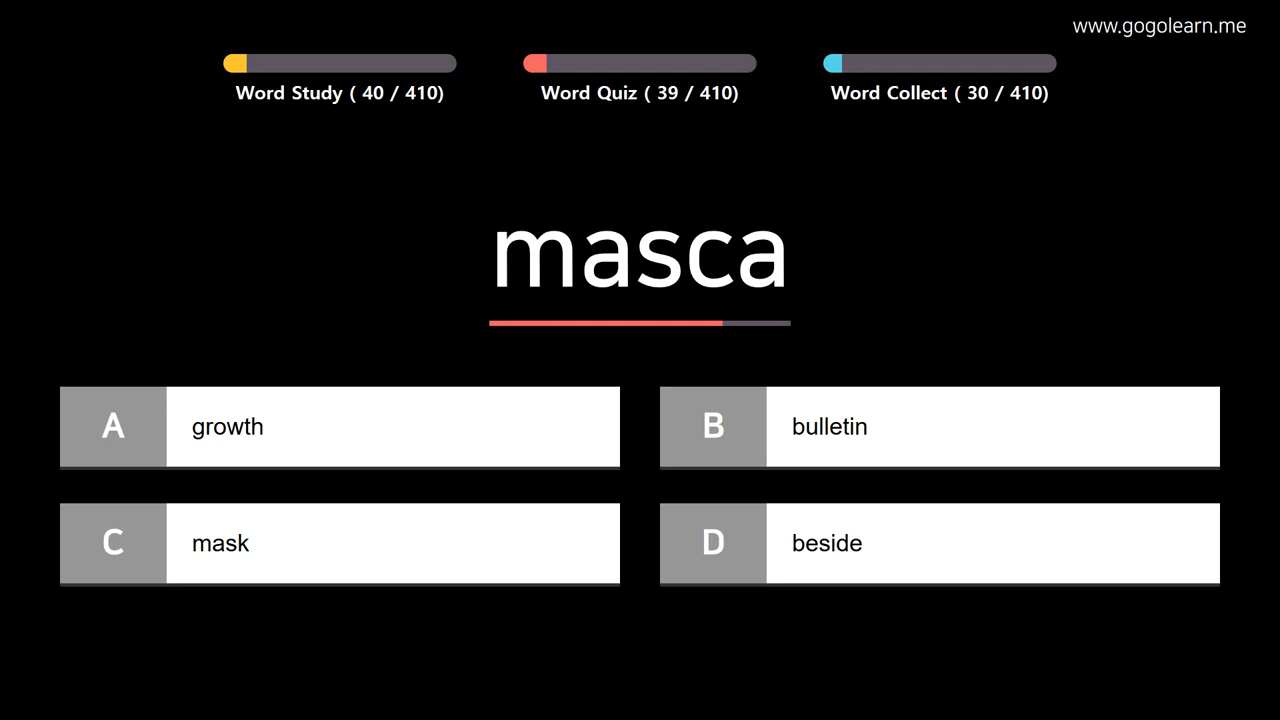 www.gogolearn.me
Word Study ( 40 / 410)
Word Quiz ( 39 / 410)
Word Collect ( 30 / 410)
masca
A growth
B bulletin
C mask
D beside